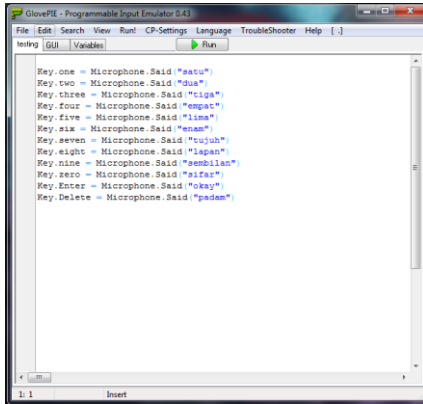 GlovePIE - Programmable Input Emulator 0.43
File Edit Search View Run! CP-Settings Language TroubleShooter Help [ .]
testing GUI Variables Run
Key.one = Microphone.Said("satu")
Key.two = Microphone.Said("dua")
Key.three = Microphone.Said("tiga")
Key.four = Microphone.Said("empat")
Key.five = Microphone.Said("lima")
Key.six = Microphone.Said("enam")
Key.seven = Microphone.Said("tujuh")
Key.eight = Microphone.Said("lapan")
Key.nine = Microphone.Said("sembilan")
Key.zero = Microphone.Said("sifar")
Key.Enter = Microphone.Said("okay")
Key.Delete = Microphone.Said("padam")
1: 1 Insert